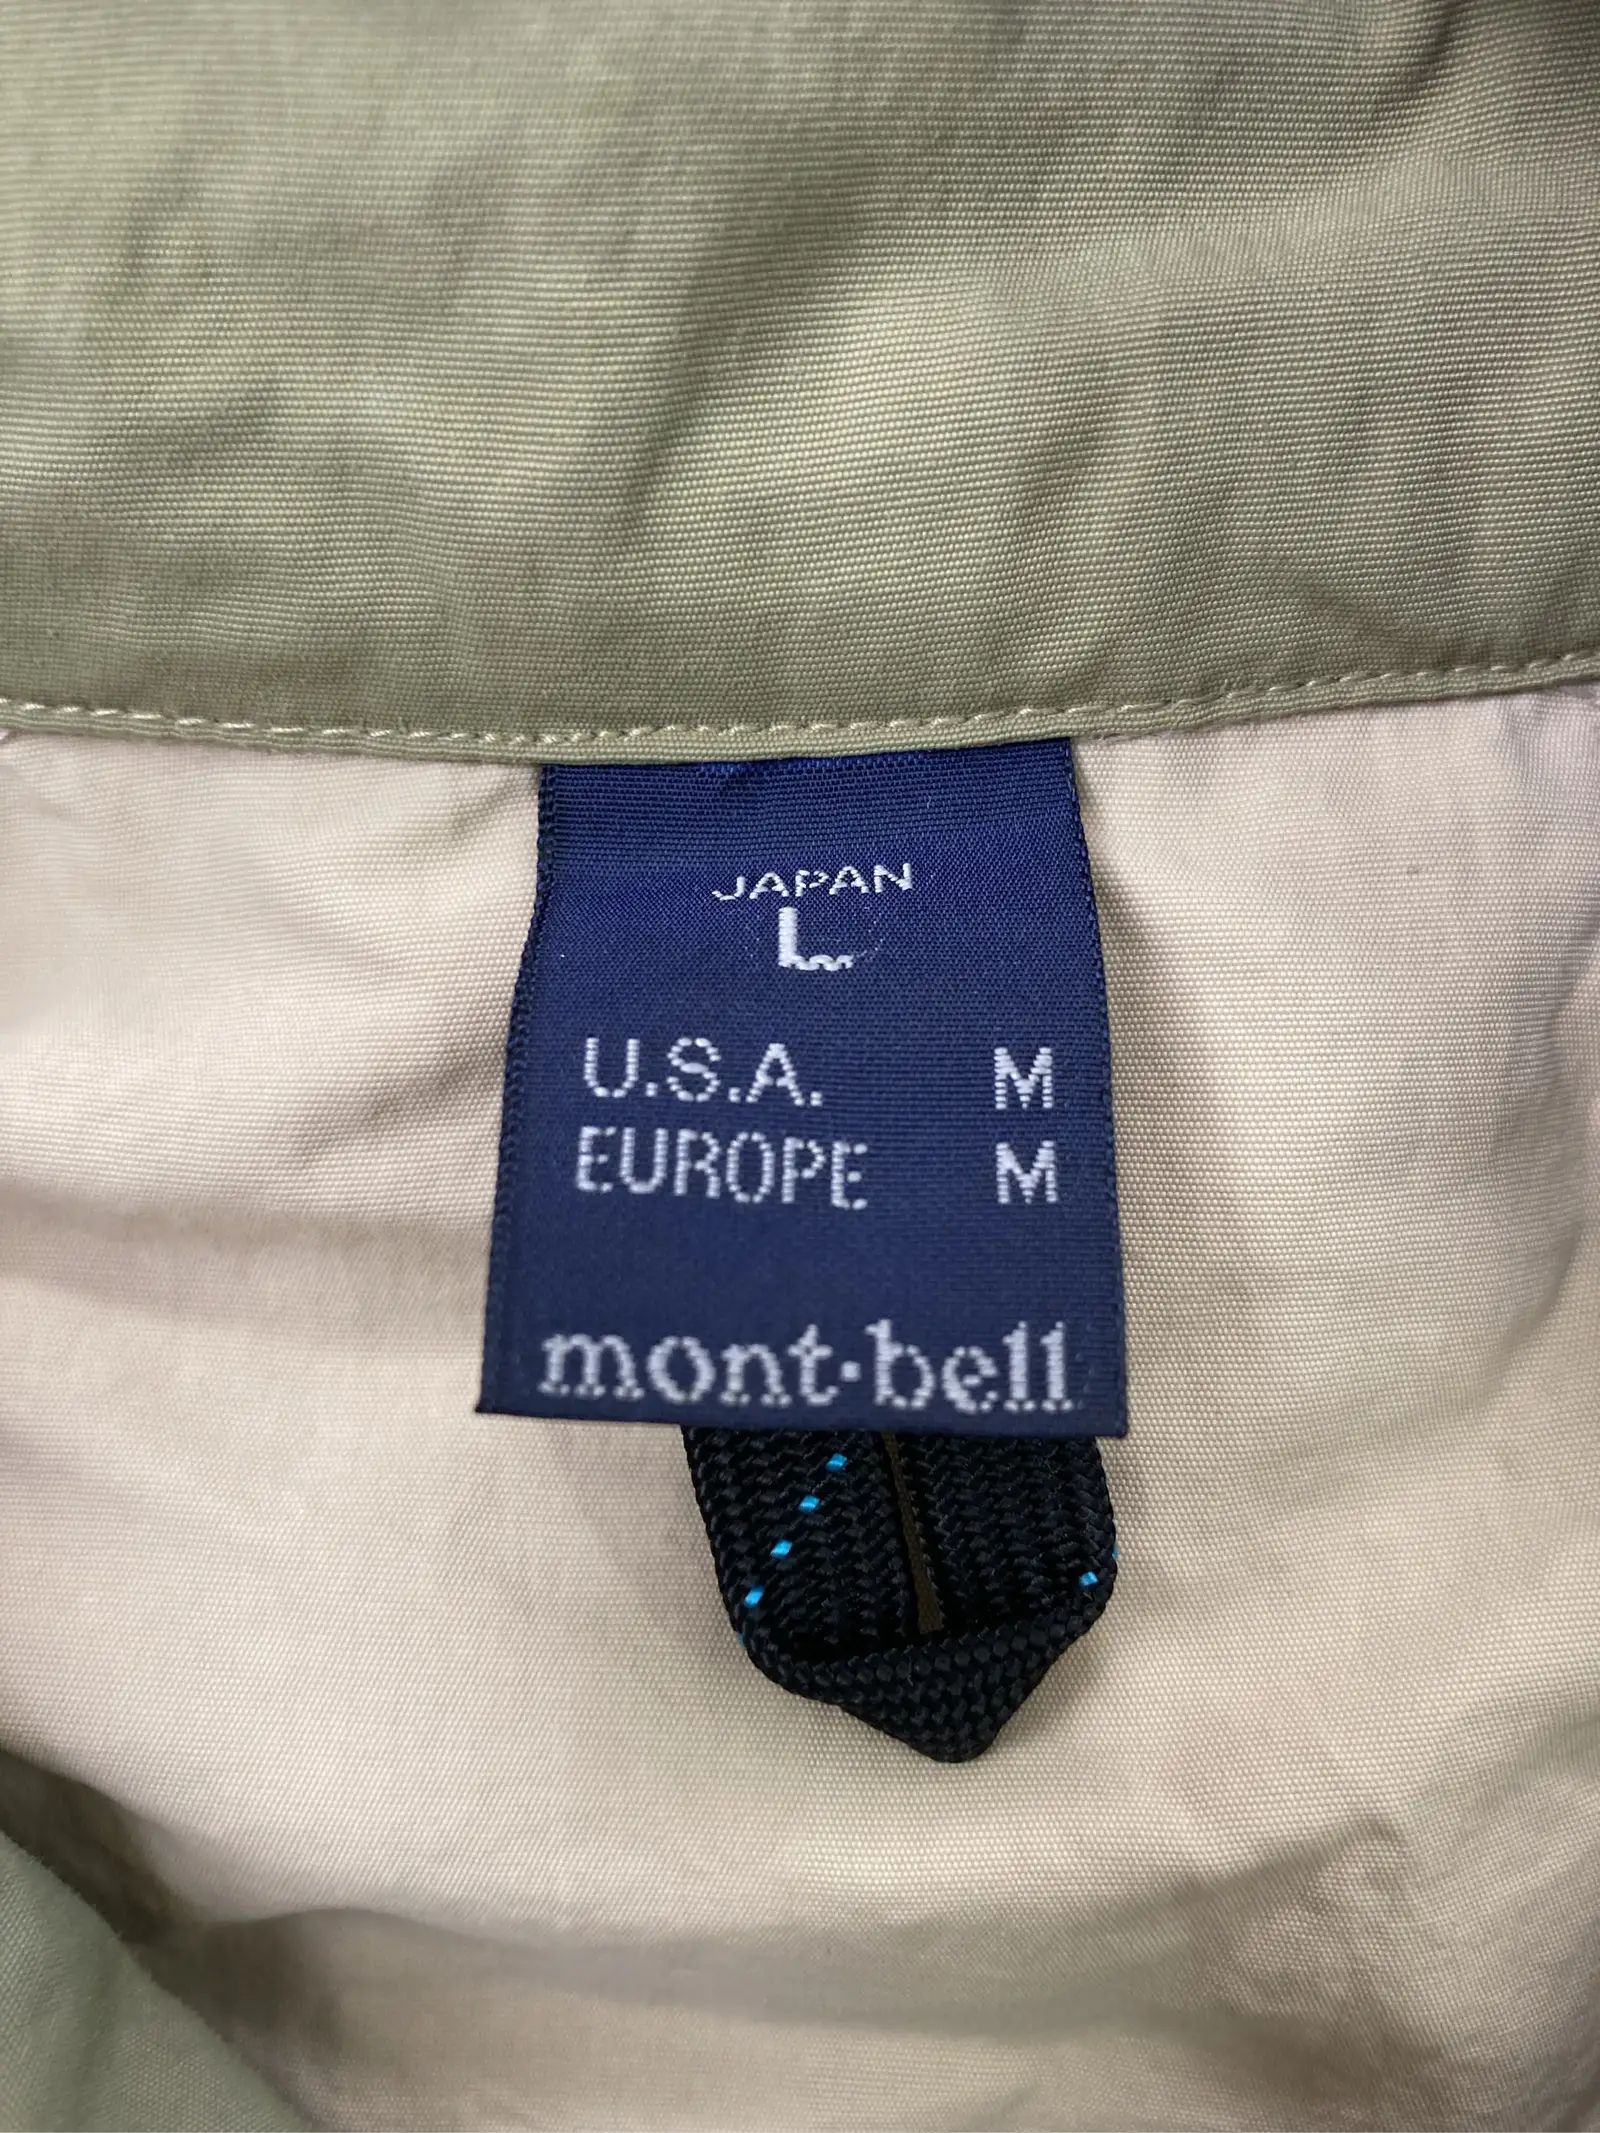 JAPAN
L
U.S.A. M
EUROPE M
mont·bell